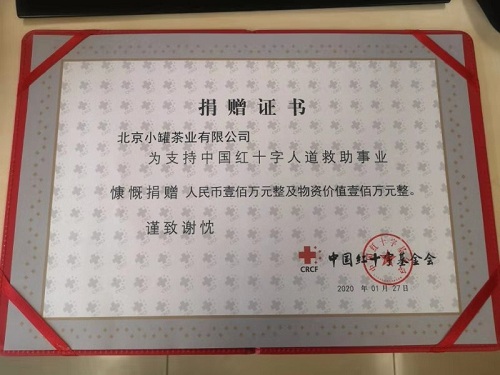 捐赠证书
北京小罐茶业有限公司
为支持中国红十字人道救助事业
慷慨捐赠 人民币壹佰万元整及物资价值壹佰万元整。
谨致谢忱
CRCF 中国红十字基金会
2020 年 01 月 27 日